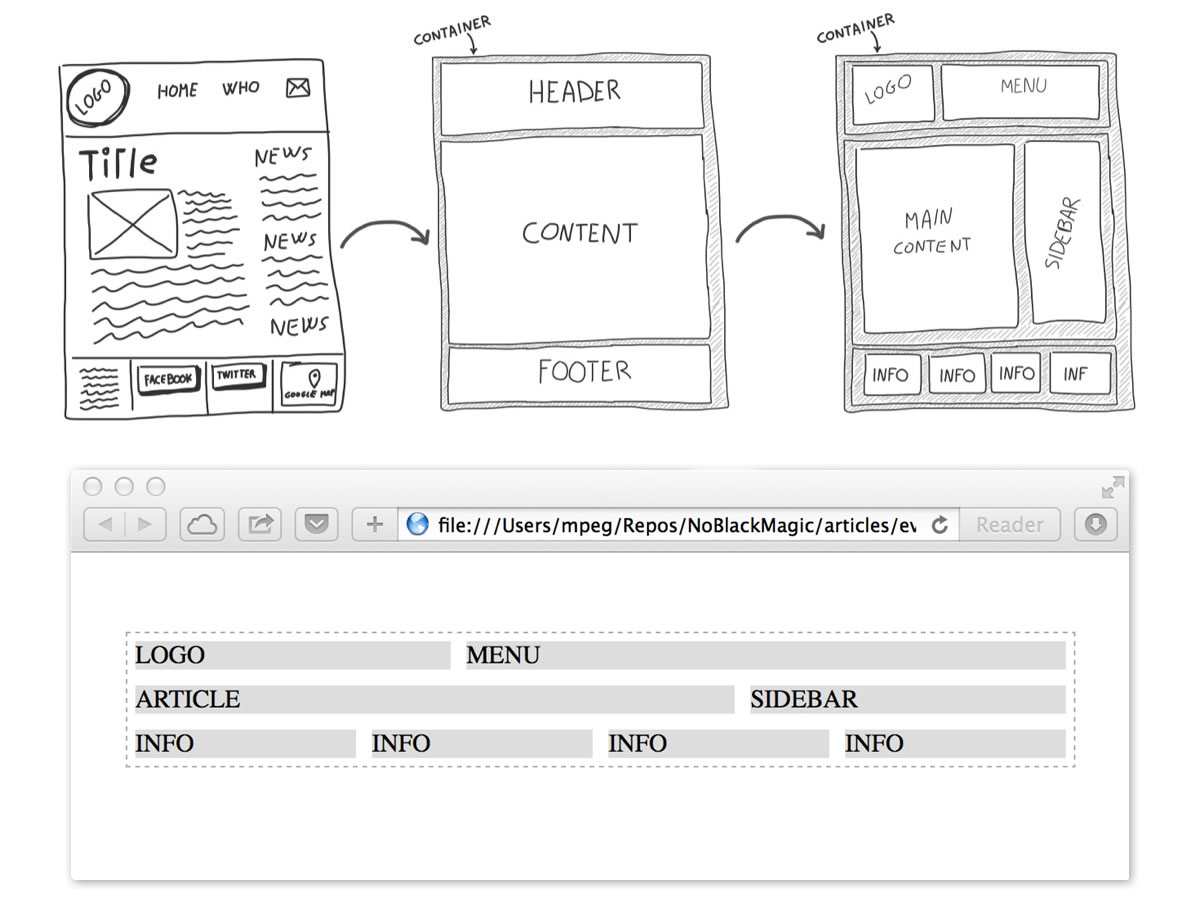 LOGO HOME WHO
Title
NEWS
NEWS
NEWS
FACEBOOK
TWITTER
GOOGLE MAP
CONTAINER
HEADER
CONTENT
FOOTER
CONTAINER
LOGO MENU
MAIN
CONTENT
SIDEBAR
INFO INFO INFO INF
file:///Users/mpeg/Repos/NoBlackMagic/articles/ev Reader
LOGO MENU
ARTICLE SIDEBAR
INFO INFO INFO INFO